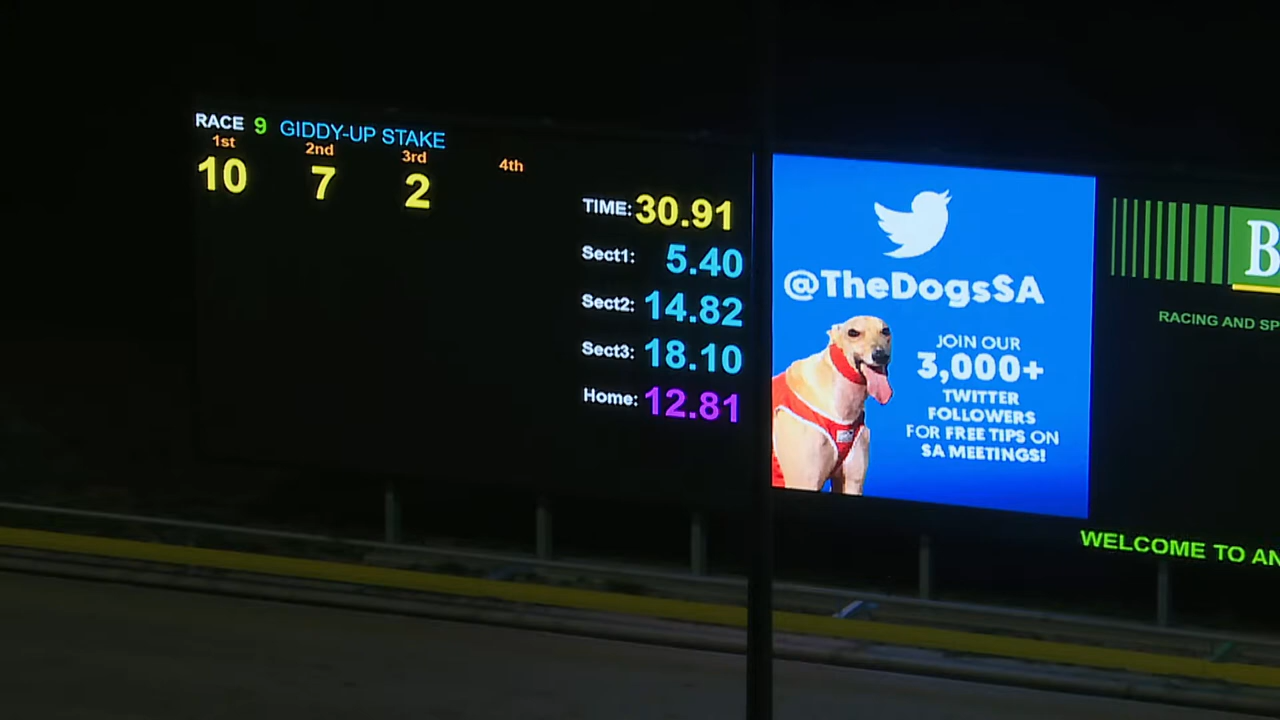 RACE 9 GIDDY-UP STAKE
1st 2nd 3rd 4th
10 7 2
TIME: 30.91
Sect1: 5.40
Sect2: 14.82
Sect3: 18.10
Home: 12.81
@TheDogsSA
JOIN OUR
3,000+
TWITTER
FOLLOWERS
FOR FREE TIPS ON
SA MEETINGS!
B
RACING AND SP
WELCOME TO AN